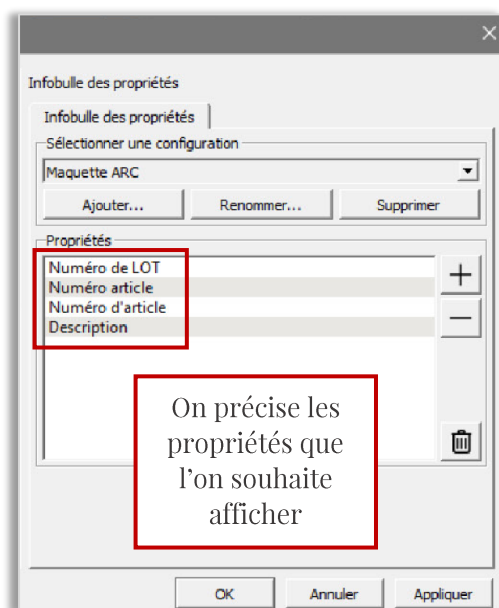 Infobulle des propriétés
Infobulle des propriétés
Sélectionner une configuration
Maquette ARC
Ajouter... Renommer... Supprimer
Propriétés
Numéro de LOT
Numéro article
Numéro d'article
Description
On précise les
propriétés que
l’on souhaite
afficher
OK Annuler Appliquer